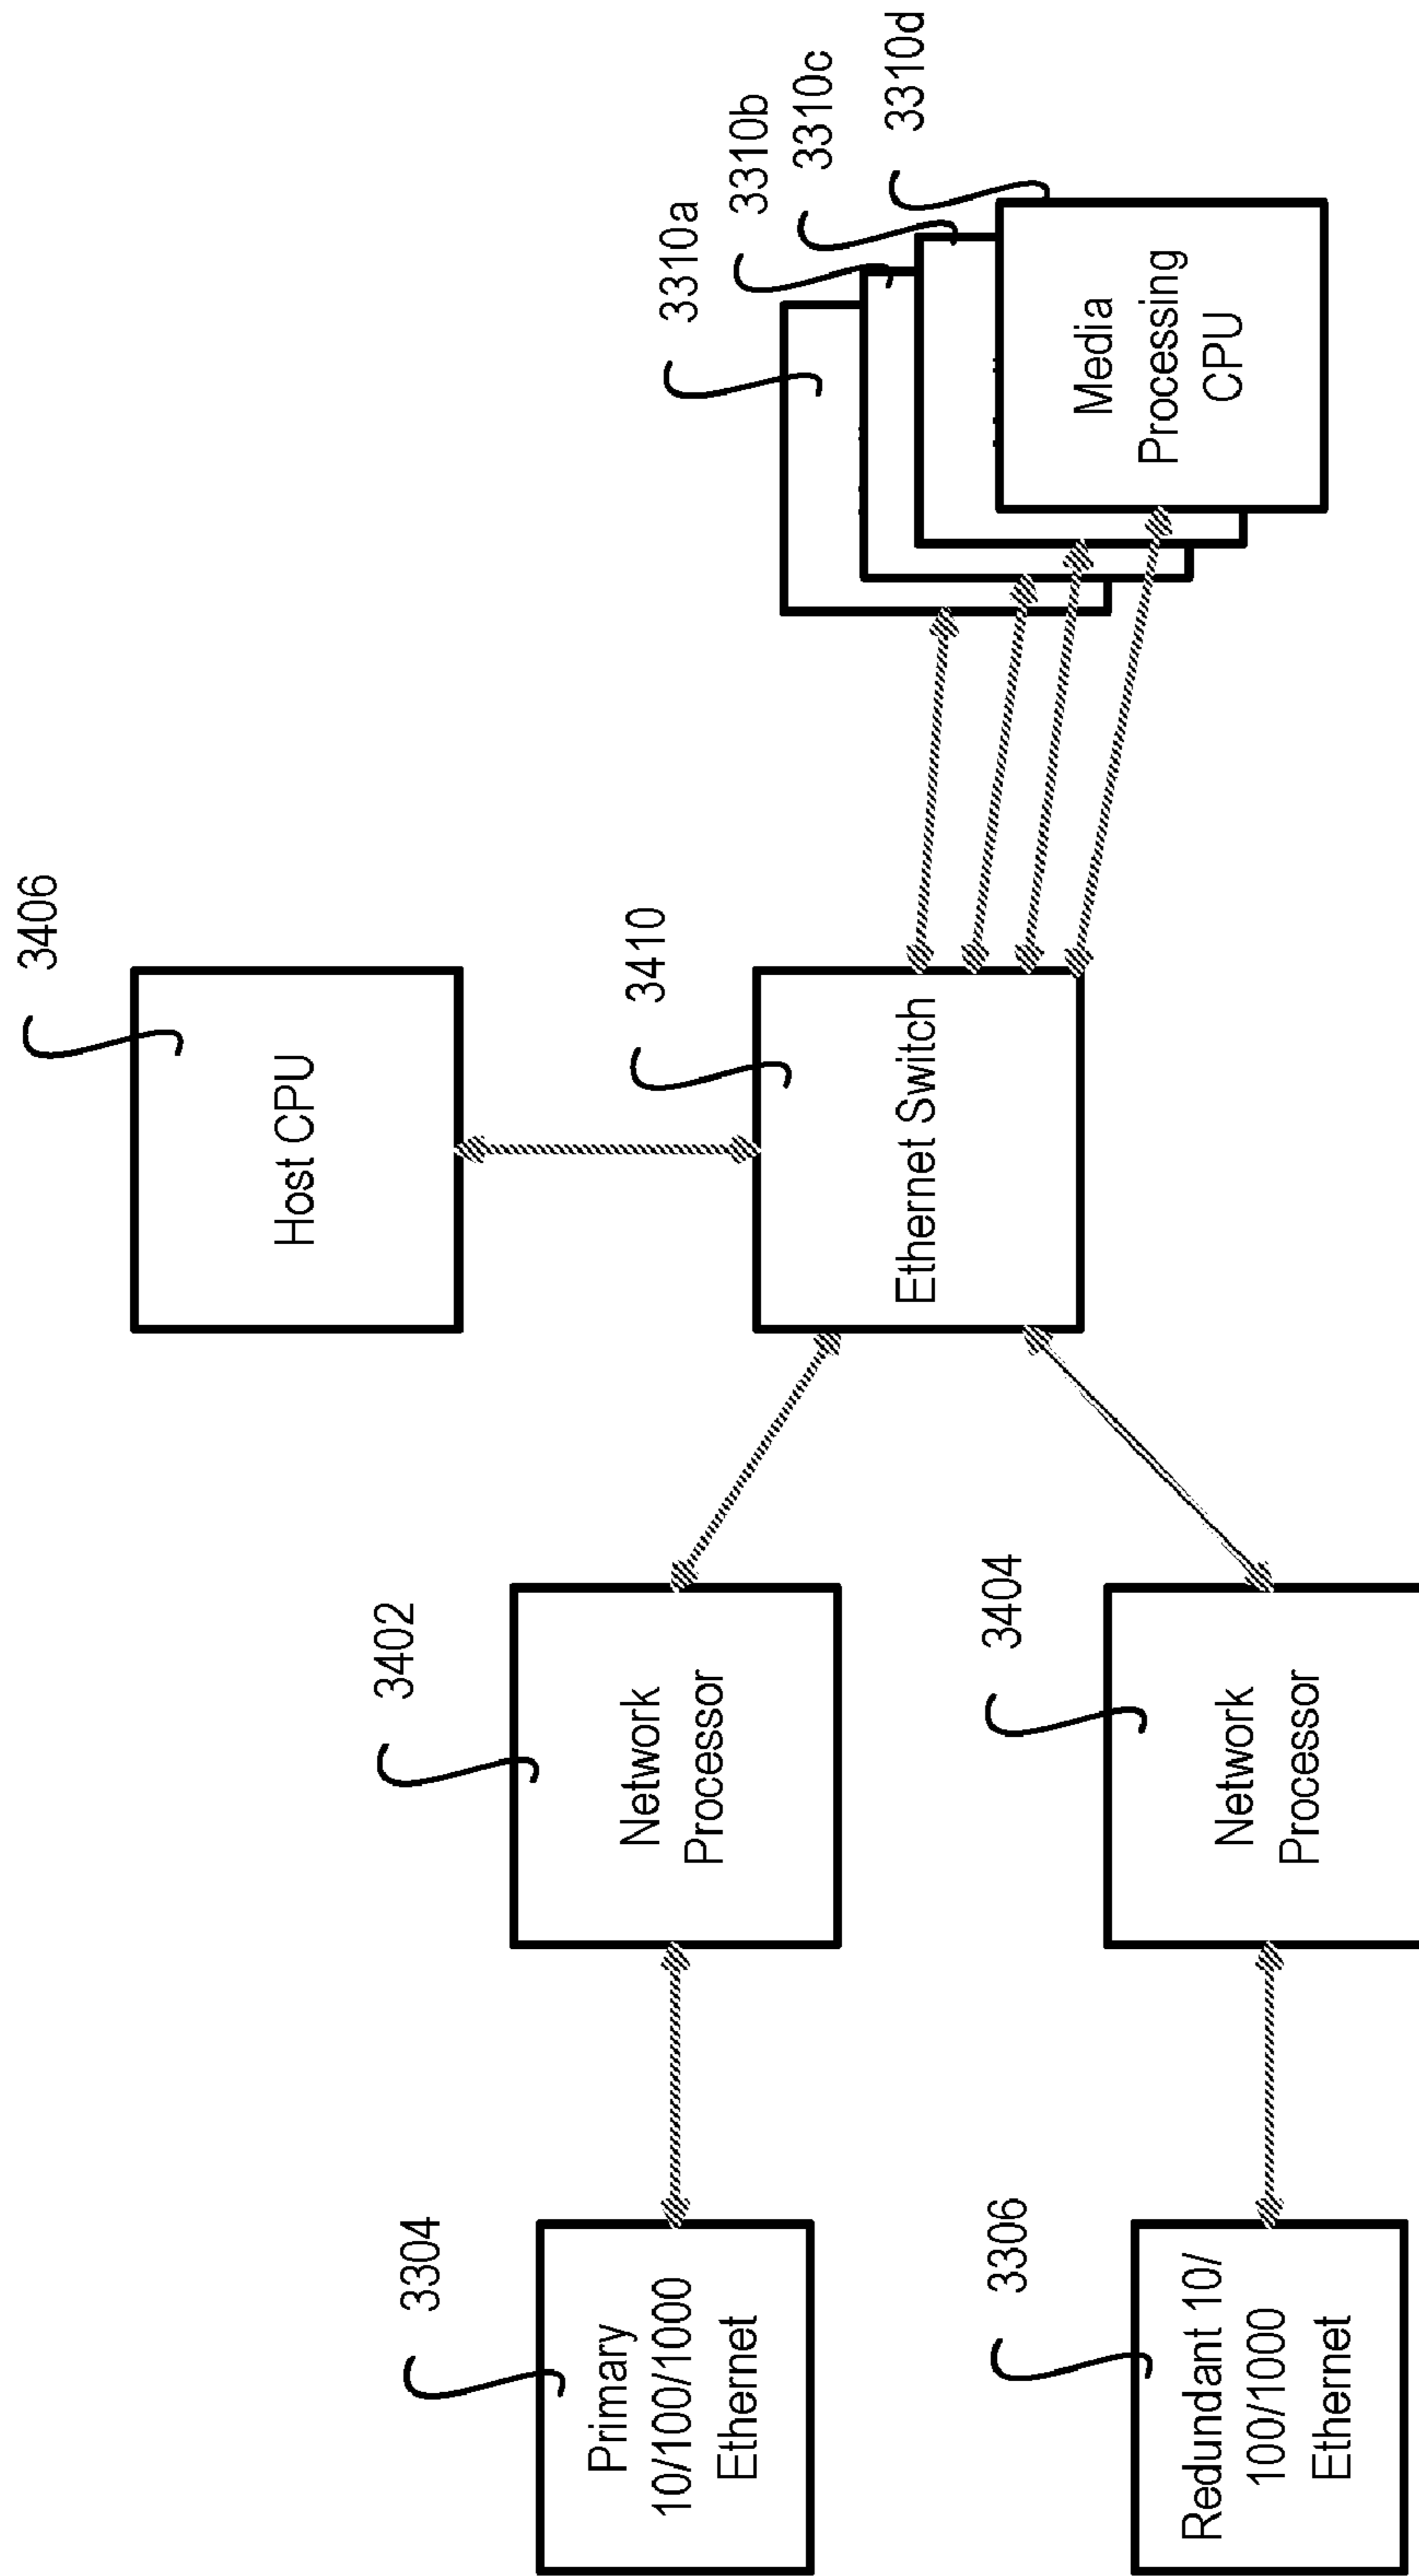 3304
Primary
10/100/1000
Ethernet
3306
Redundant 10/
100/1000
Ethernet
3402
Network
Processor
3404
Network
Processor
3406
Host CPU
3410
Ethernet Switch
3310a
3310b
3310c
3310d
Media
Processing
CPU